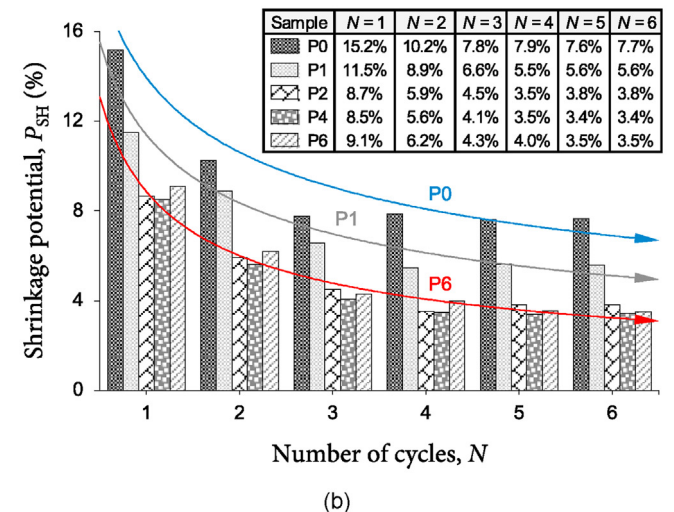 16
12
8
4
0
Shrinkage potential, P_SH (%)
Sample N = 1 N = 2 N = 3 N = 4 N = 5 N = 6
P0 15.2% 10.2% 7.8% 7.9% 7.6% 7.7%
P1 11.5% 8.9% 6.6% 5.5% 5.6% 5.6%
P2 8.7% 5.9% 4.5% 3.5% 3.8% 3.8%
P4 8.5% 5.6% 4.1% 3.5% 3.4% 3.4%
P6 9.1% 6.2% 4.3% 4.0% 3.5% 3.5%
P0
P1
P6
1 2 3 4 5 6
Number of cycles, N
(b)